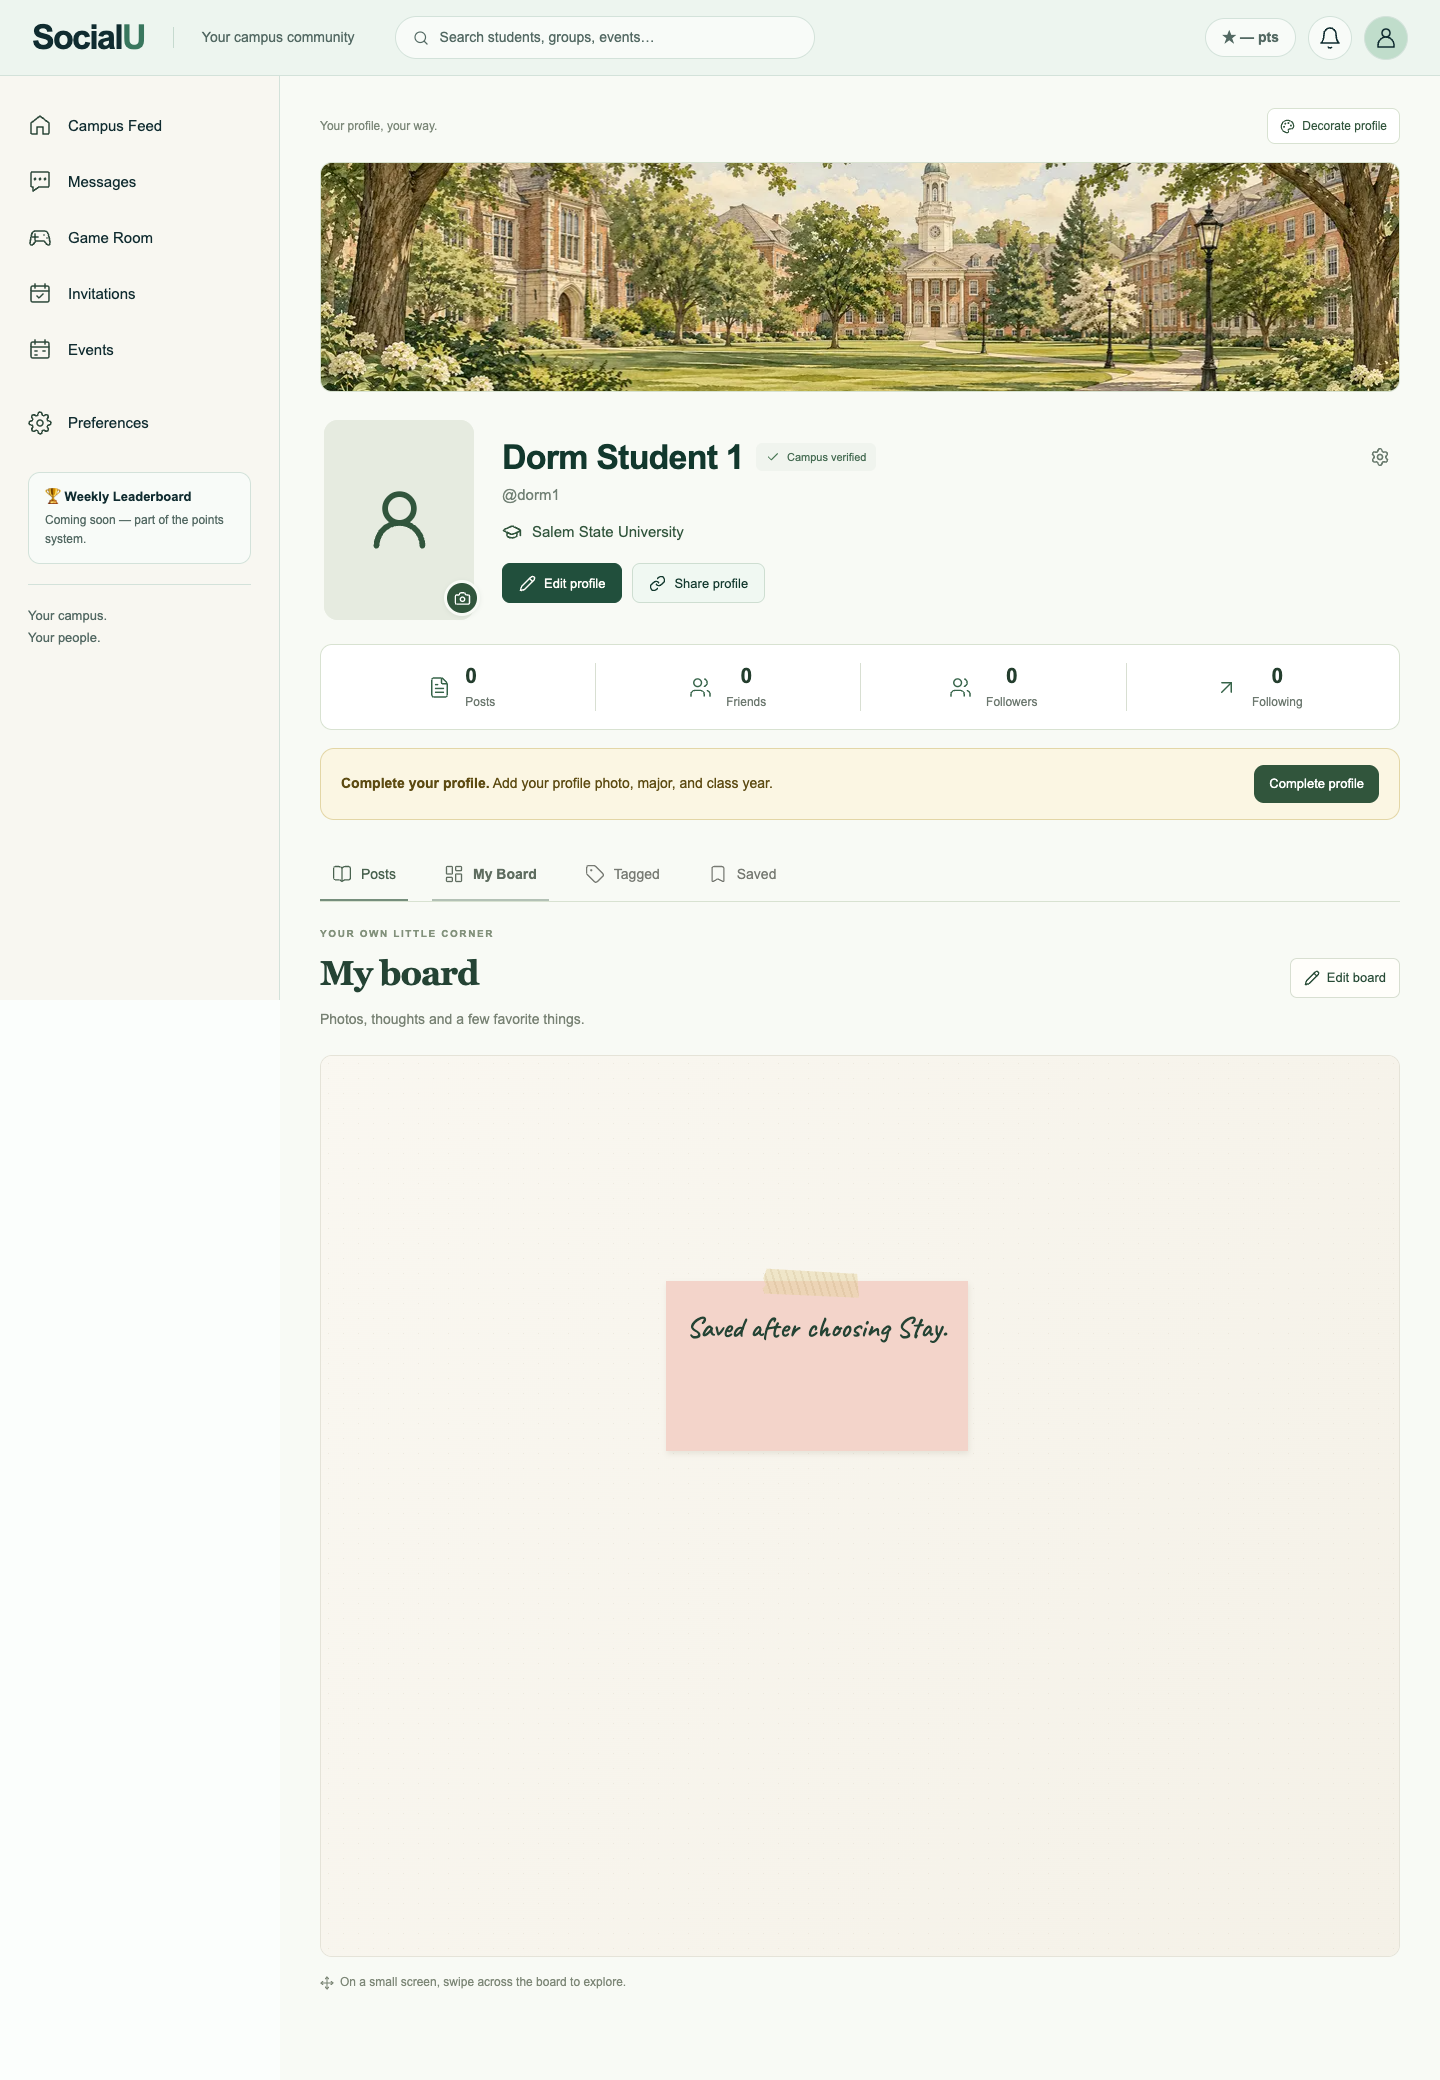 SocialU
Your campus community
Search students, groups, events…
★ — pts
Campus Feed
Messages
Game Room
Invitations
Events
Preferences
🏆 Weekly Leaderboard
Coming soon — part of the points
system.
Your campus.
Your people.
Your profile, your way.
Decorate profile
Dorm Student 1
Campus verified
@dorm1
Salem State University
Edit profile
Share profile
0
Posts
0
Friends
0
Followers
0
Following
Complete your profile. Add your profile photo, major, and class year.
Complete profile
Posts
My Board
Tagged
Saved
YOUR OWN LITTLE CORNER
My board
Edit board
Photos, thoughts and a few favorite things.
Saved after choosing Stay.
On a small screen, swipe across the board to explore.